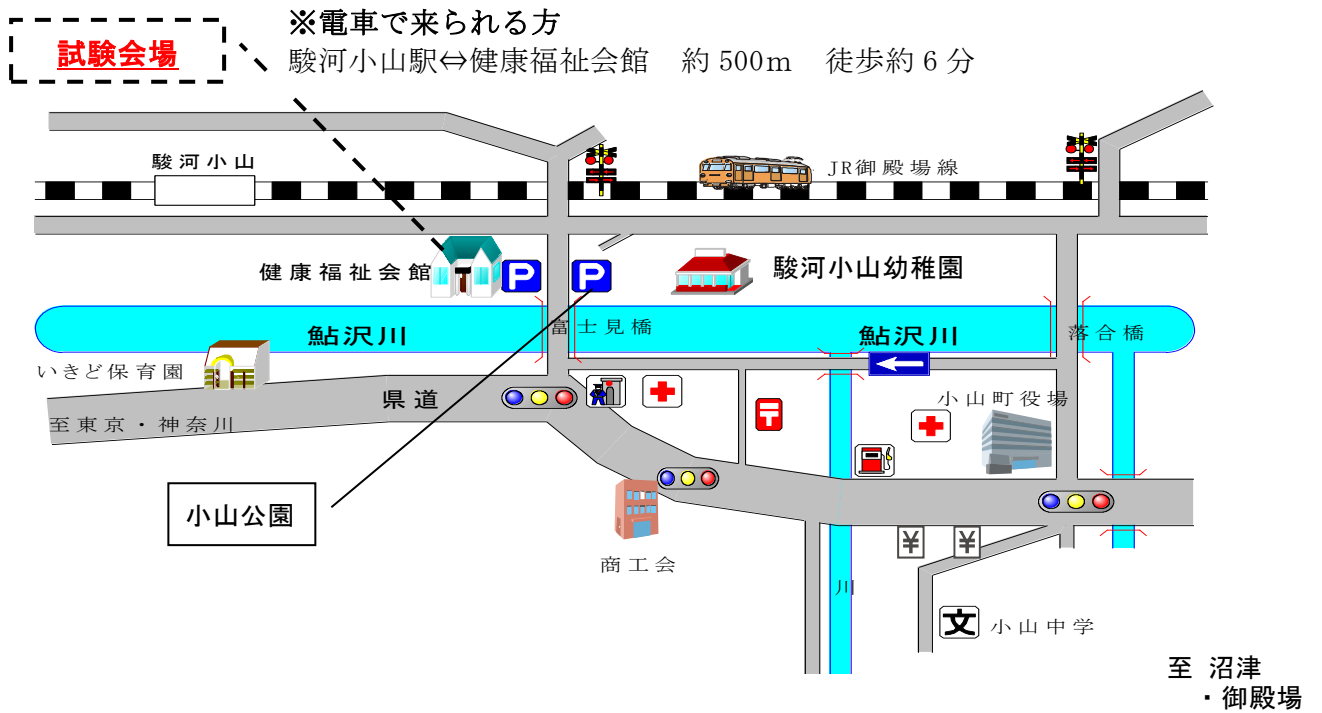 ※電車で来られる方
試験会場
駿河小山駅⇔健康福祉会館 約500m 徒歩約6分
駿河小山
JR御殿場線
健康福祉会館
P
P
駿河小山幼稚園
鮎沢川
富士見橋
鮎沢川
落合橋
いきど保育園
県道
小山町役場
至東京・神奈川
〒
小山公園
¥
¥
商工会
川
文
小山中学
至 沼津
・御殿場